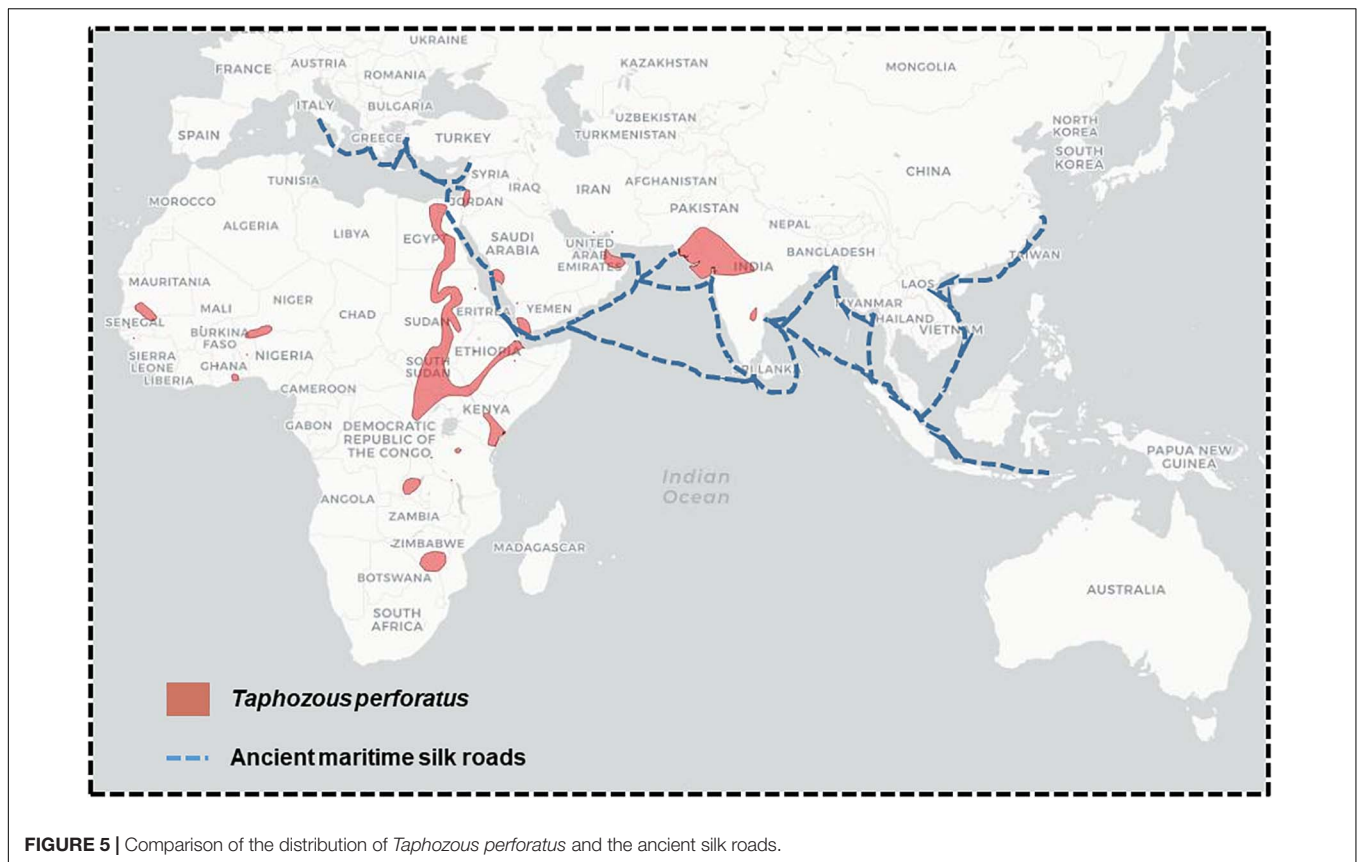 UKRAINE
FRANCE
AUSTRIA
KAZAKHSTAN
MONGOLIA
ROMANIA
ITALY
BULGARIA
UZBEKISTAN
NORTH
KOREA
SPAIN
GREECE
TURKEY
TURKMENISTAN
SOUTH
KOREA
TUNISIA
SYRIA
IRAQ
IRAN
AFGHANISTAN
CHINA
MOROCCO
JORDAN
PAKISTAN
ALGERIA
LIBYA
EGYPT
SAUDI
ARABIA
UNITED
ARAB
EMIRATES
NEPAL
BANGLADESH
INDIA
TAIWAN
MAURITANIA
MALI
NIGER
CHAD
SUDAN
ERITREA
YEMEN
LAOS
MYANMAR
THAILAND
VIETNAM
SENEGAL
BURKINA
FASO
NIGERIA
ETHIOPIA
SIERRA
LEONE
GHANA
LIBERIA
SOUTH
SUDAN
SRI LANKA
CAMEROON
KENYA
GABON
DEMOCRATIC
REPUBLIC OF
THE CONGO
PAPUA NEW
GUINEA
Indian
Ocean
ANGOLA
ZAMBIA
ZIMBABWE
MADAGASCAR
BOTSWANA
AUSTRALIA
SOUTH
AFRICA
Taphozous perforatus
Ancient maritime silk roads
FIGURE 5 | Comparison of the distribution of Taphozous perforatus and the ancient silk roads.